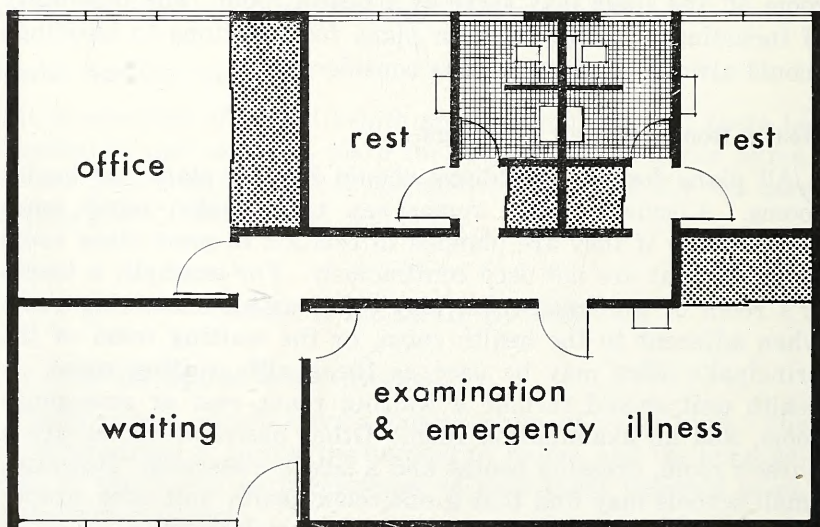 office
rest
rest
waiting
examination
& emergency illness